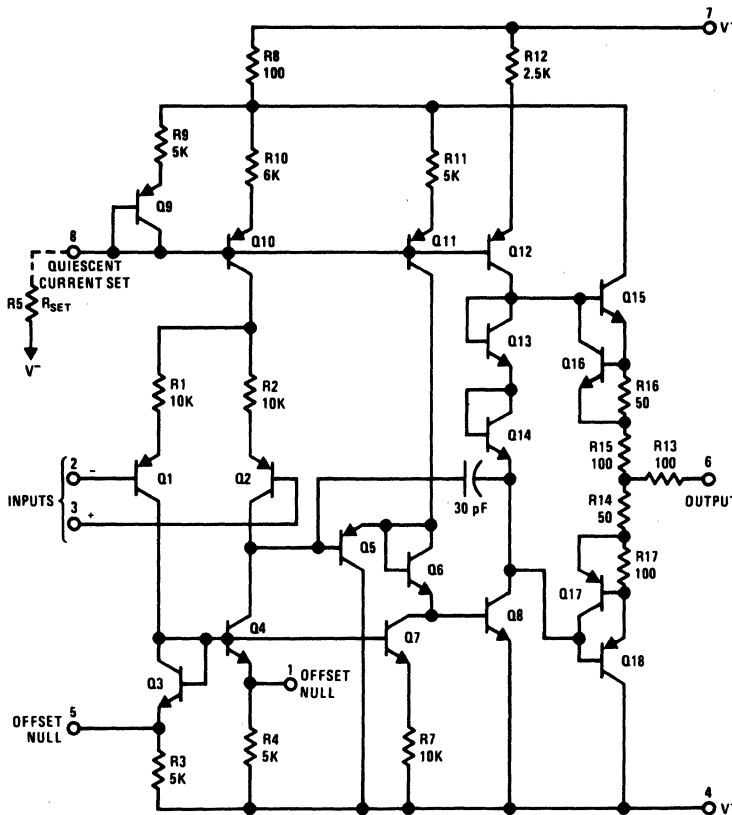 7
V
R8
100
R12
2.5K
R9
5K
R10
6K
R11
5K
Q9
8
Q10
Q11
Q12
QUIESCENT
CURRENT SET
R5
RSET
V⁻
Q15
Q13
Q16
R16
50
R1
10K
R2
10K
Q14
R15
100
R13
100
6
OUTPUT
2
−
INPUTS
3
+
Q1
Q2
30 pF
R14
50
Q5
Q6
R17
100
Q17
Q4
Q7
Q8
Q18
Q3
1
OFFSET
NULL
5
OFFSET
NULL
R3
5K
R4
5K
R7
10K
4
V